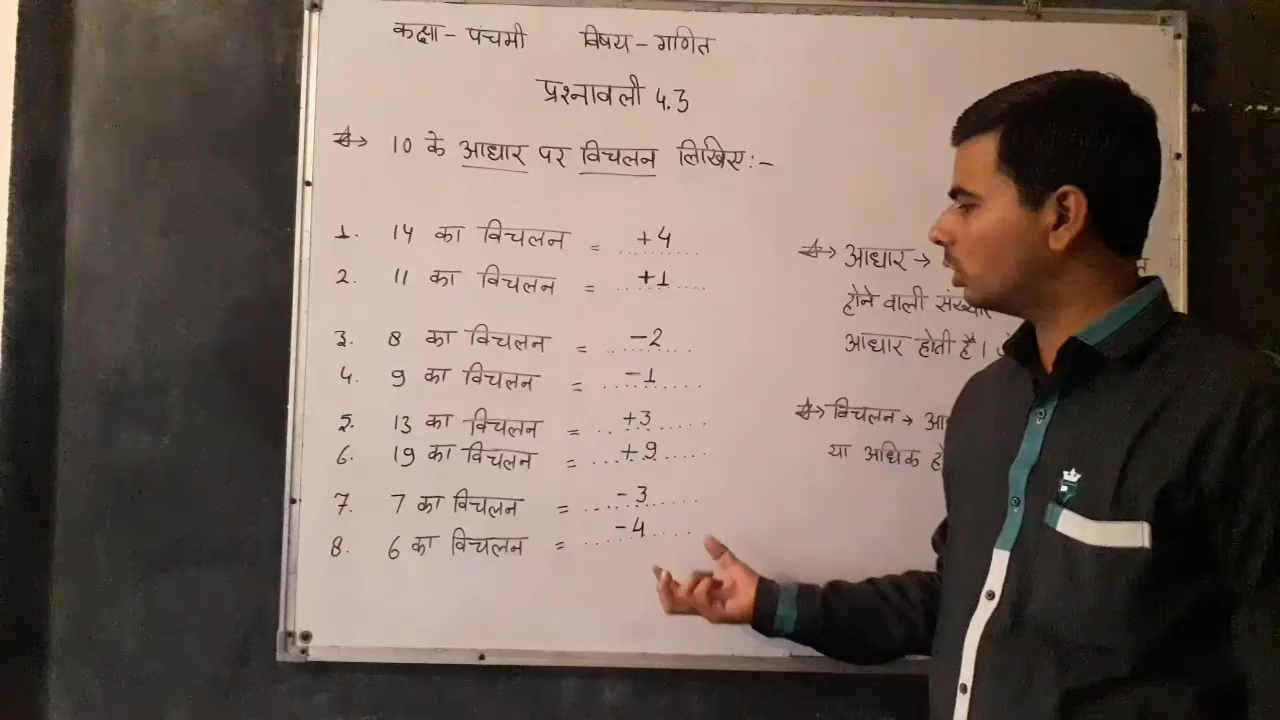 कक्षा - पंचमी विषय - गणित
प्रश्नावली 4.3
10 के आधार पर विचलन लिखिए :-
1. 14 का विचलन = ....+4....
2. 11 का विचलन = ....+1....
3. 8 का विचलन = ....-2....
4. 9 का विचलन = ....-1....
5. 13 का विचलन = ....+3....
6. 19 का विचलन = ....+9....
7. 7 का विचलन = ....-3....
8. 6 का विचलन = ....-4....
आधार →
होने वाली
आधार होती है।
विचलन →
या अधिक